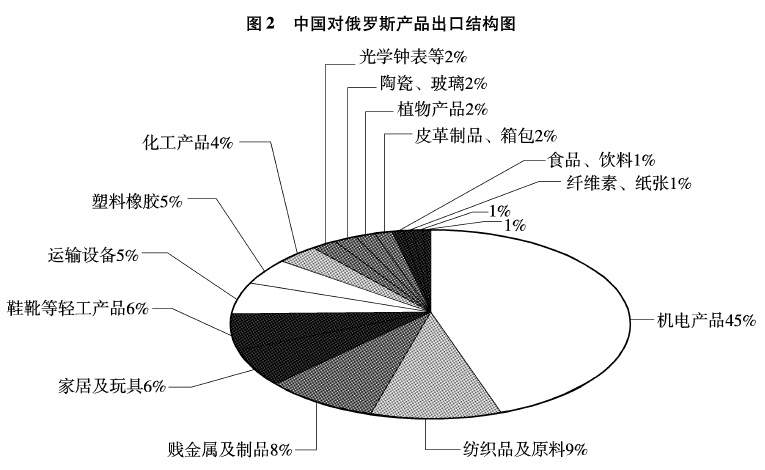 图 2 中国对俄罗斯产品出口结构图
光学钟表等2%
陶瓷、玻璃2%
植物产品2%
皮革制品、箱包2%
化工产品4%
食品、饮料1%
纤维素、纸张1%
塑料橡胶5%
1%
1%
运输设备5%
鞋靴等轻工产品6%
机电产品45%
家居及玩具6%
贱金属及制品8%
纺织品及原料9%